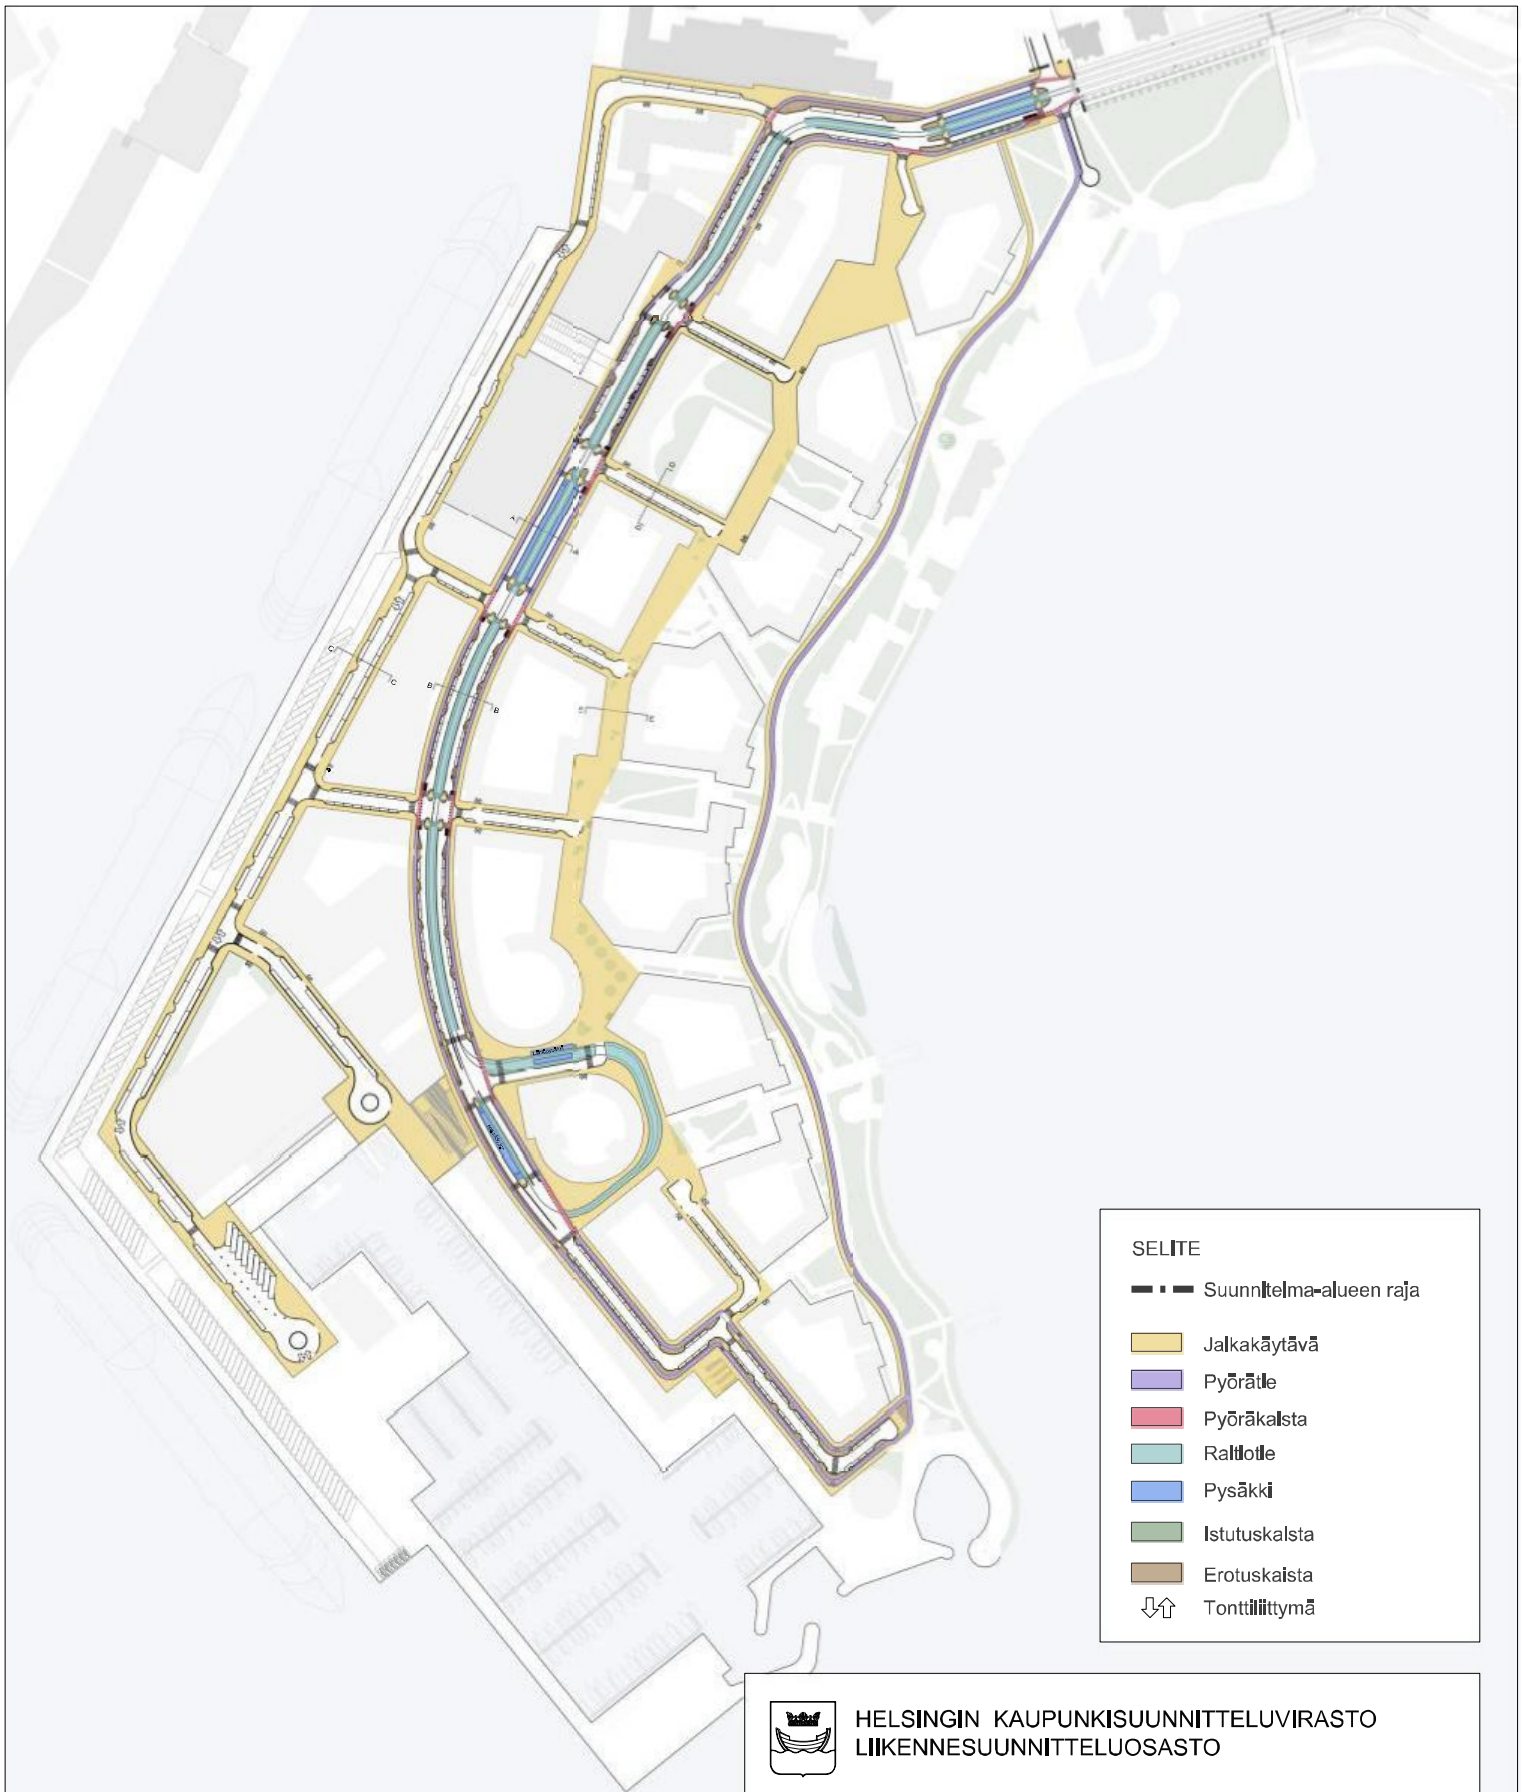 A
A
B
B
C
C
D
D
E
SELITE
Suunnitelma-alueen raja
Jalkakäytävä
Pyörätie
Pyöräkaista
Raitiotie
Pysäkki
Istutuskaista
Erotuskaista
Tonttiliittymä
HELSINGIN KAUPUNKISUUNNITTELUVIRASTO
LIIKENNESUUNNITTELUOSASTO